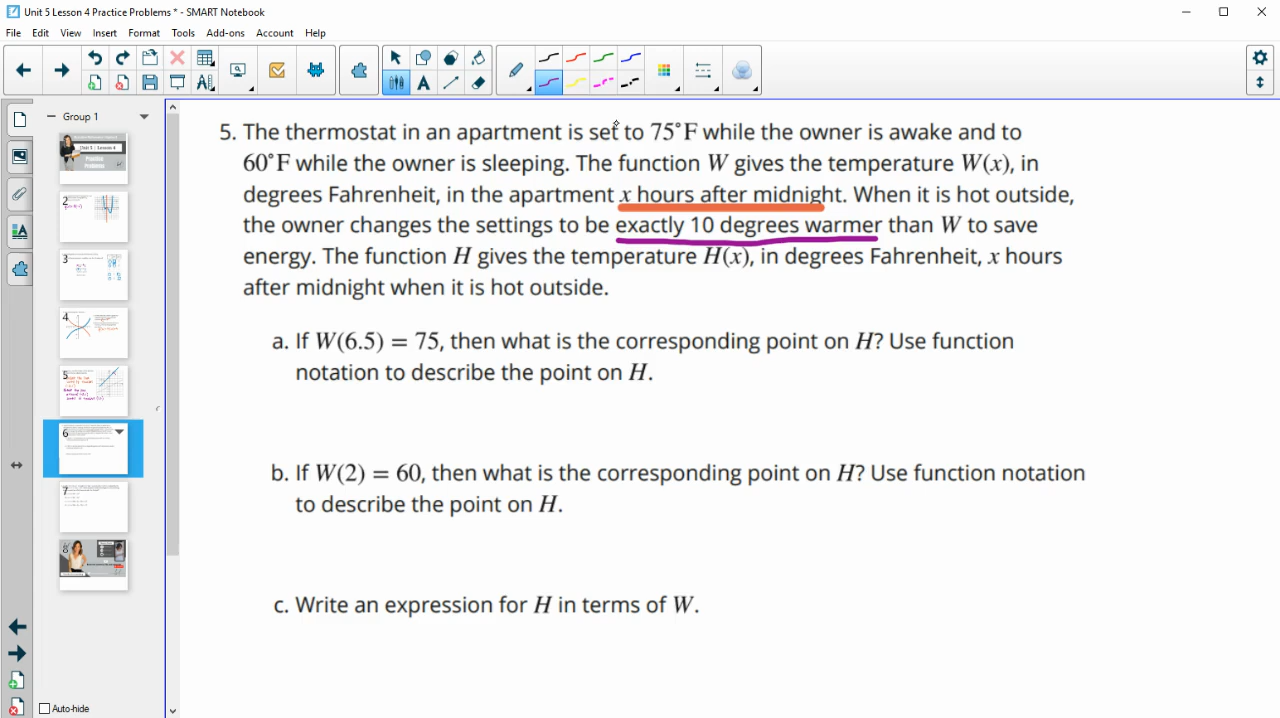 Unit 5 Lesson 4 Practice Problems * - SMART Notebook
File Edit View Insert Format Tools Add-ons Account Help
Group 1
5. The thermostat in an apartment is set to 75°F while the owner is awake and to
60°F while the owner is sleeping. The function W gives the temperature W(x), in
degrees Fahrenheit, in the apartment x hours after midnight. When it is hot outside,
the owner changes the settings to be exactly 10 degrees warmer than W to save
energy. The function H gives the temperature H(x), in degrees Fahrenheit, x hours
after midnight when it is hot outside.
a. If W(6.5) = 75, then what is the corresponding point on H? Use function
notation to describe the point on H.
b. If W(2) = 60, then what is the corresponding point on H? Use function notation
to describe the point on H.
c. Write an expression for H in terms of W.
2
3
4
5
6
7
8
Auto-hide